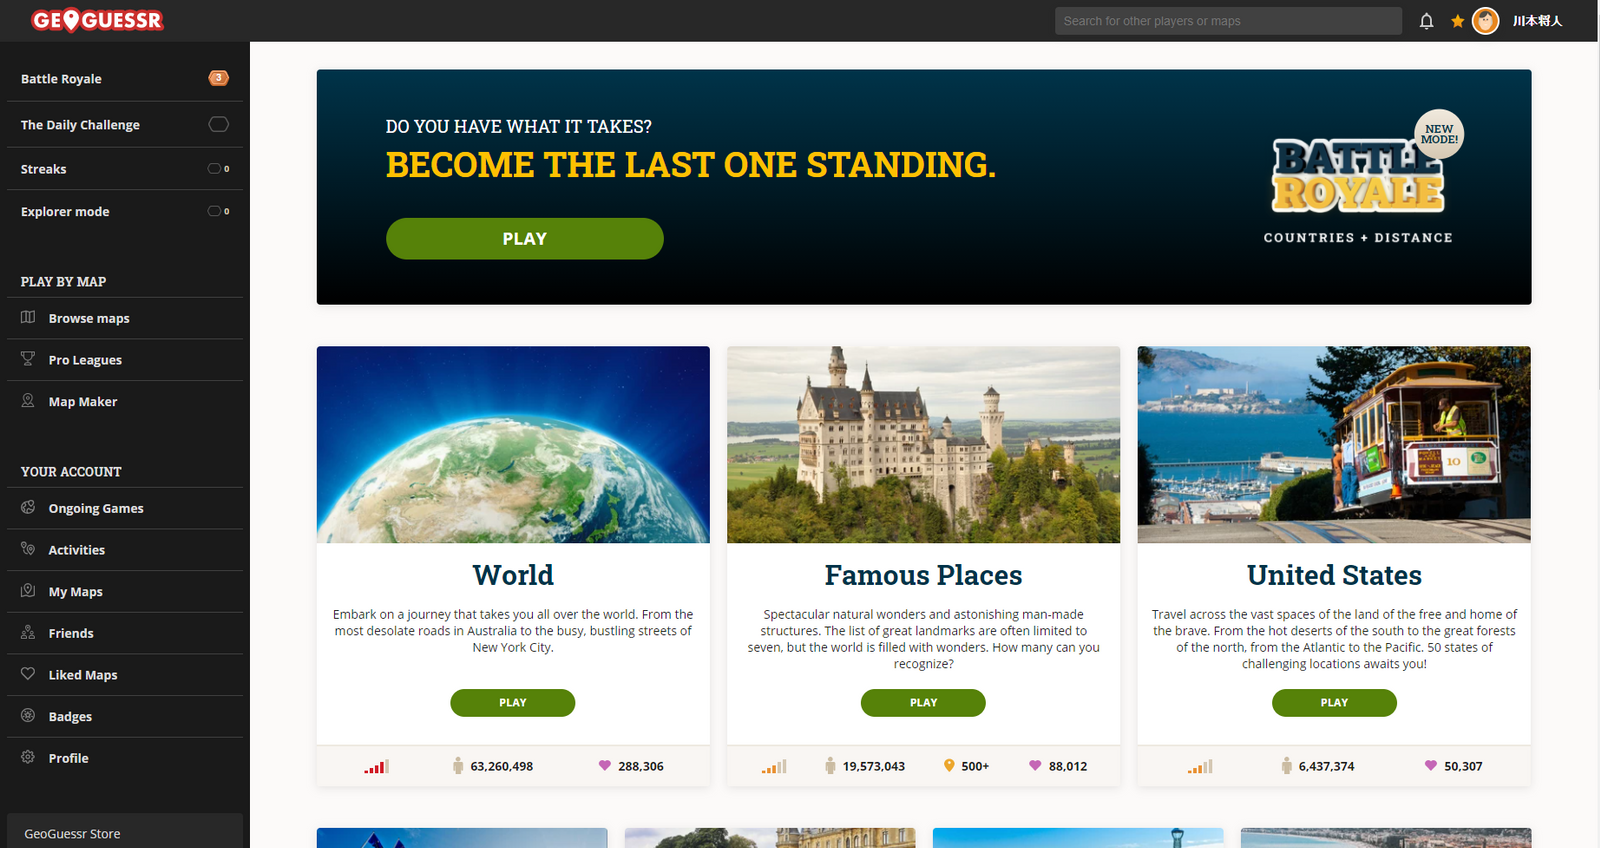 GEOGUESSR
Search for other players or maps
川本将人
Battle Royale
3
The Daily Challenge
Streaks
0
Explorer mode
0
PLAY BY MAP
Browse maps
Pro Leagues
Map Maker
YOUR ACCOUNT
Ongoing Games
Activities
My Maps
Friends
Liked Maps
Badges
Profile
GeoGuessr Store
DO YOU HAVE WHAT IT TAKES?
BECOME THE LAST ONE STANDING.
PLAY
NEW
MODE!
BATTLE
ROYALE
COUNTRIES + DISTANCE
World
Embark on a journey that takes you all over the world. From the
most desolate roads in Australia to the busy, bustling streets of
New York City.
PLAY
63,260,498
288,306
Famous Places
Spectacular natural wonders and astonishing man-made
structures. The list of great landmarks are often limited to
seven, but the world is filled with wonders. How many can you
recognize?
PLAY
19,573,043
500+
88,012
10
United States
Travel across the vast spaces of the land of the free and home of
the brave. From the hot deserts of the south to the great forests
of the north, from the Atlantic to the Pacific. 50 states of
challenging locations awaits you!
PLAY
6,437,374
50,307